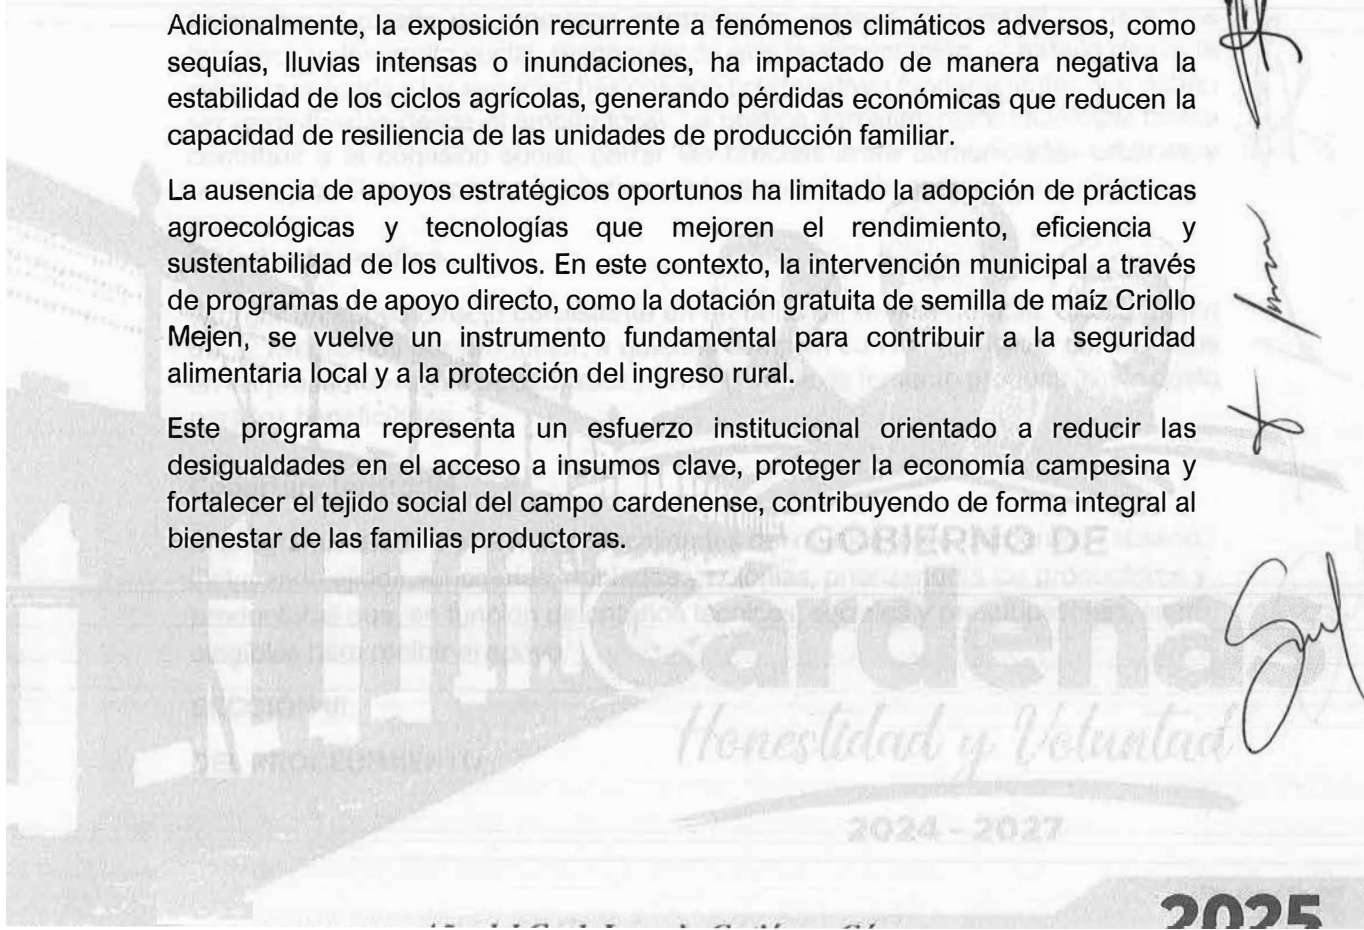 Adicionalmente, la exposición recurrente a fenómenos climáticos adversos, como
sequías, lluvias intensas o inundaciones, ha impactado de manera negativa la
estabilidad de los ciclos agrícolas, generando pérdidas económicas que reducen la
capacidad de resiliencia de las unidades de producción familiar.
La ausencia de apoyos estratégicos oportunos ha limitado la adopción de prácticas
agroecológicas y tecnologías que mejoren el rendimiento, eficiencia y
sustentabilidad de los cultivos. En este contexto, la intervención municipal a través
de programas de apoyo directo, como la dotación gratuita de semilla de maíz Criollo
Mejen, se vuelve un instrumento fundamental para contribuir a la seguridad
alimentaria local y a la protección del ingreso rural.
Este programa representa un esfuerzo institucional orientado a reducir las
desigualdades en el acceso a insumos clave, proteger la economía campesina y
fortalecer el tejido social del campo cardenense, contribuyendo de forma integral al
bienestar de las familias productoras.
GOBIERNO DE
Cardenas
Honestidad y Voluntad
2024 - 2027
2025